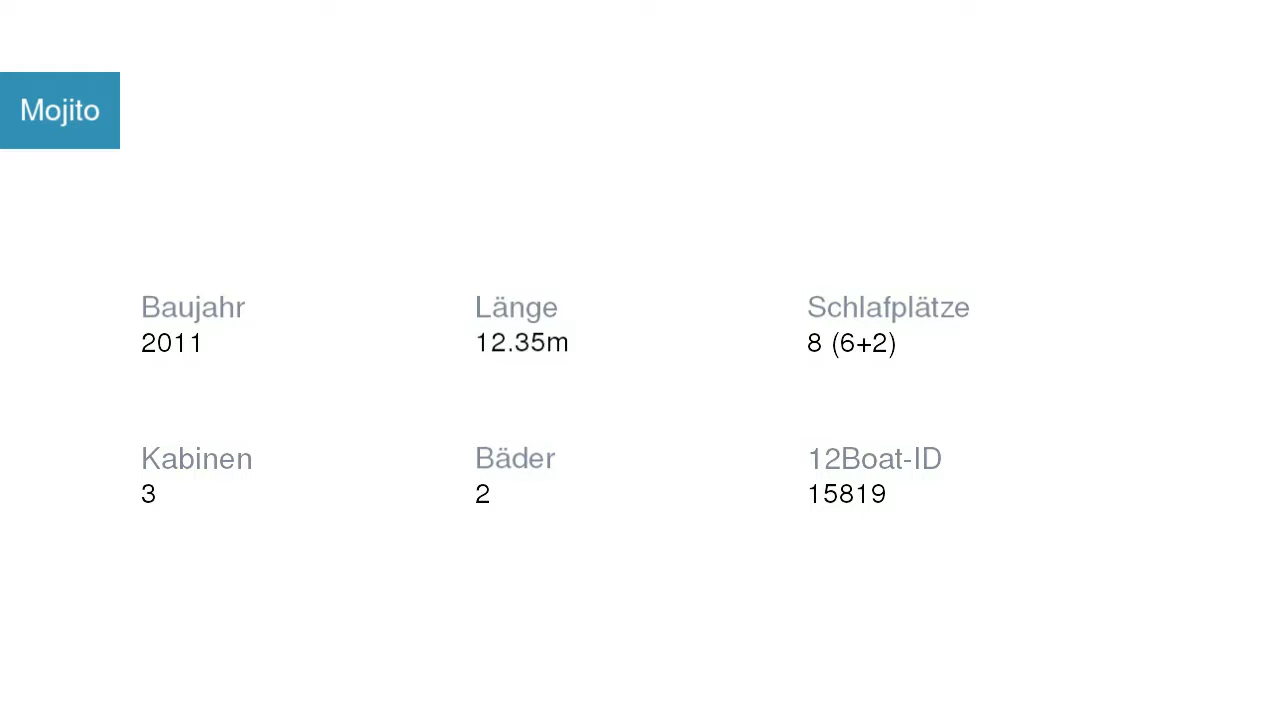 Mojito
Baujahr
2011
Länge
12.35m
Schlafplätze
8 (6+2)
Kabinen
3
Bäder
2
12Boat-ID
15819